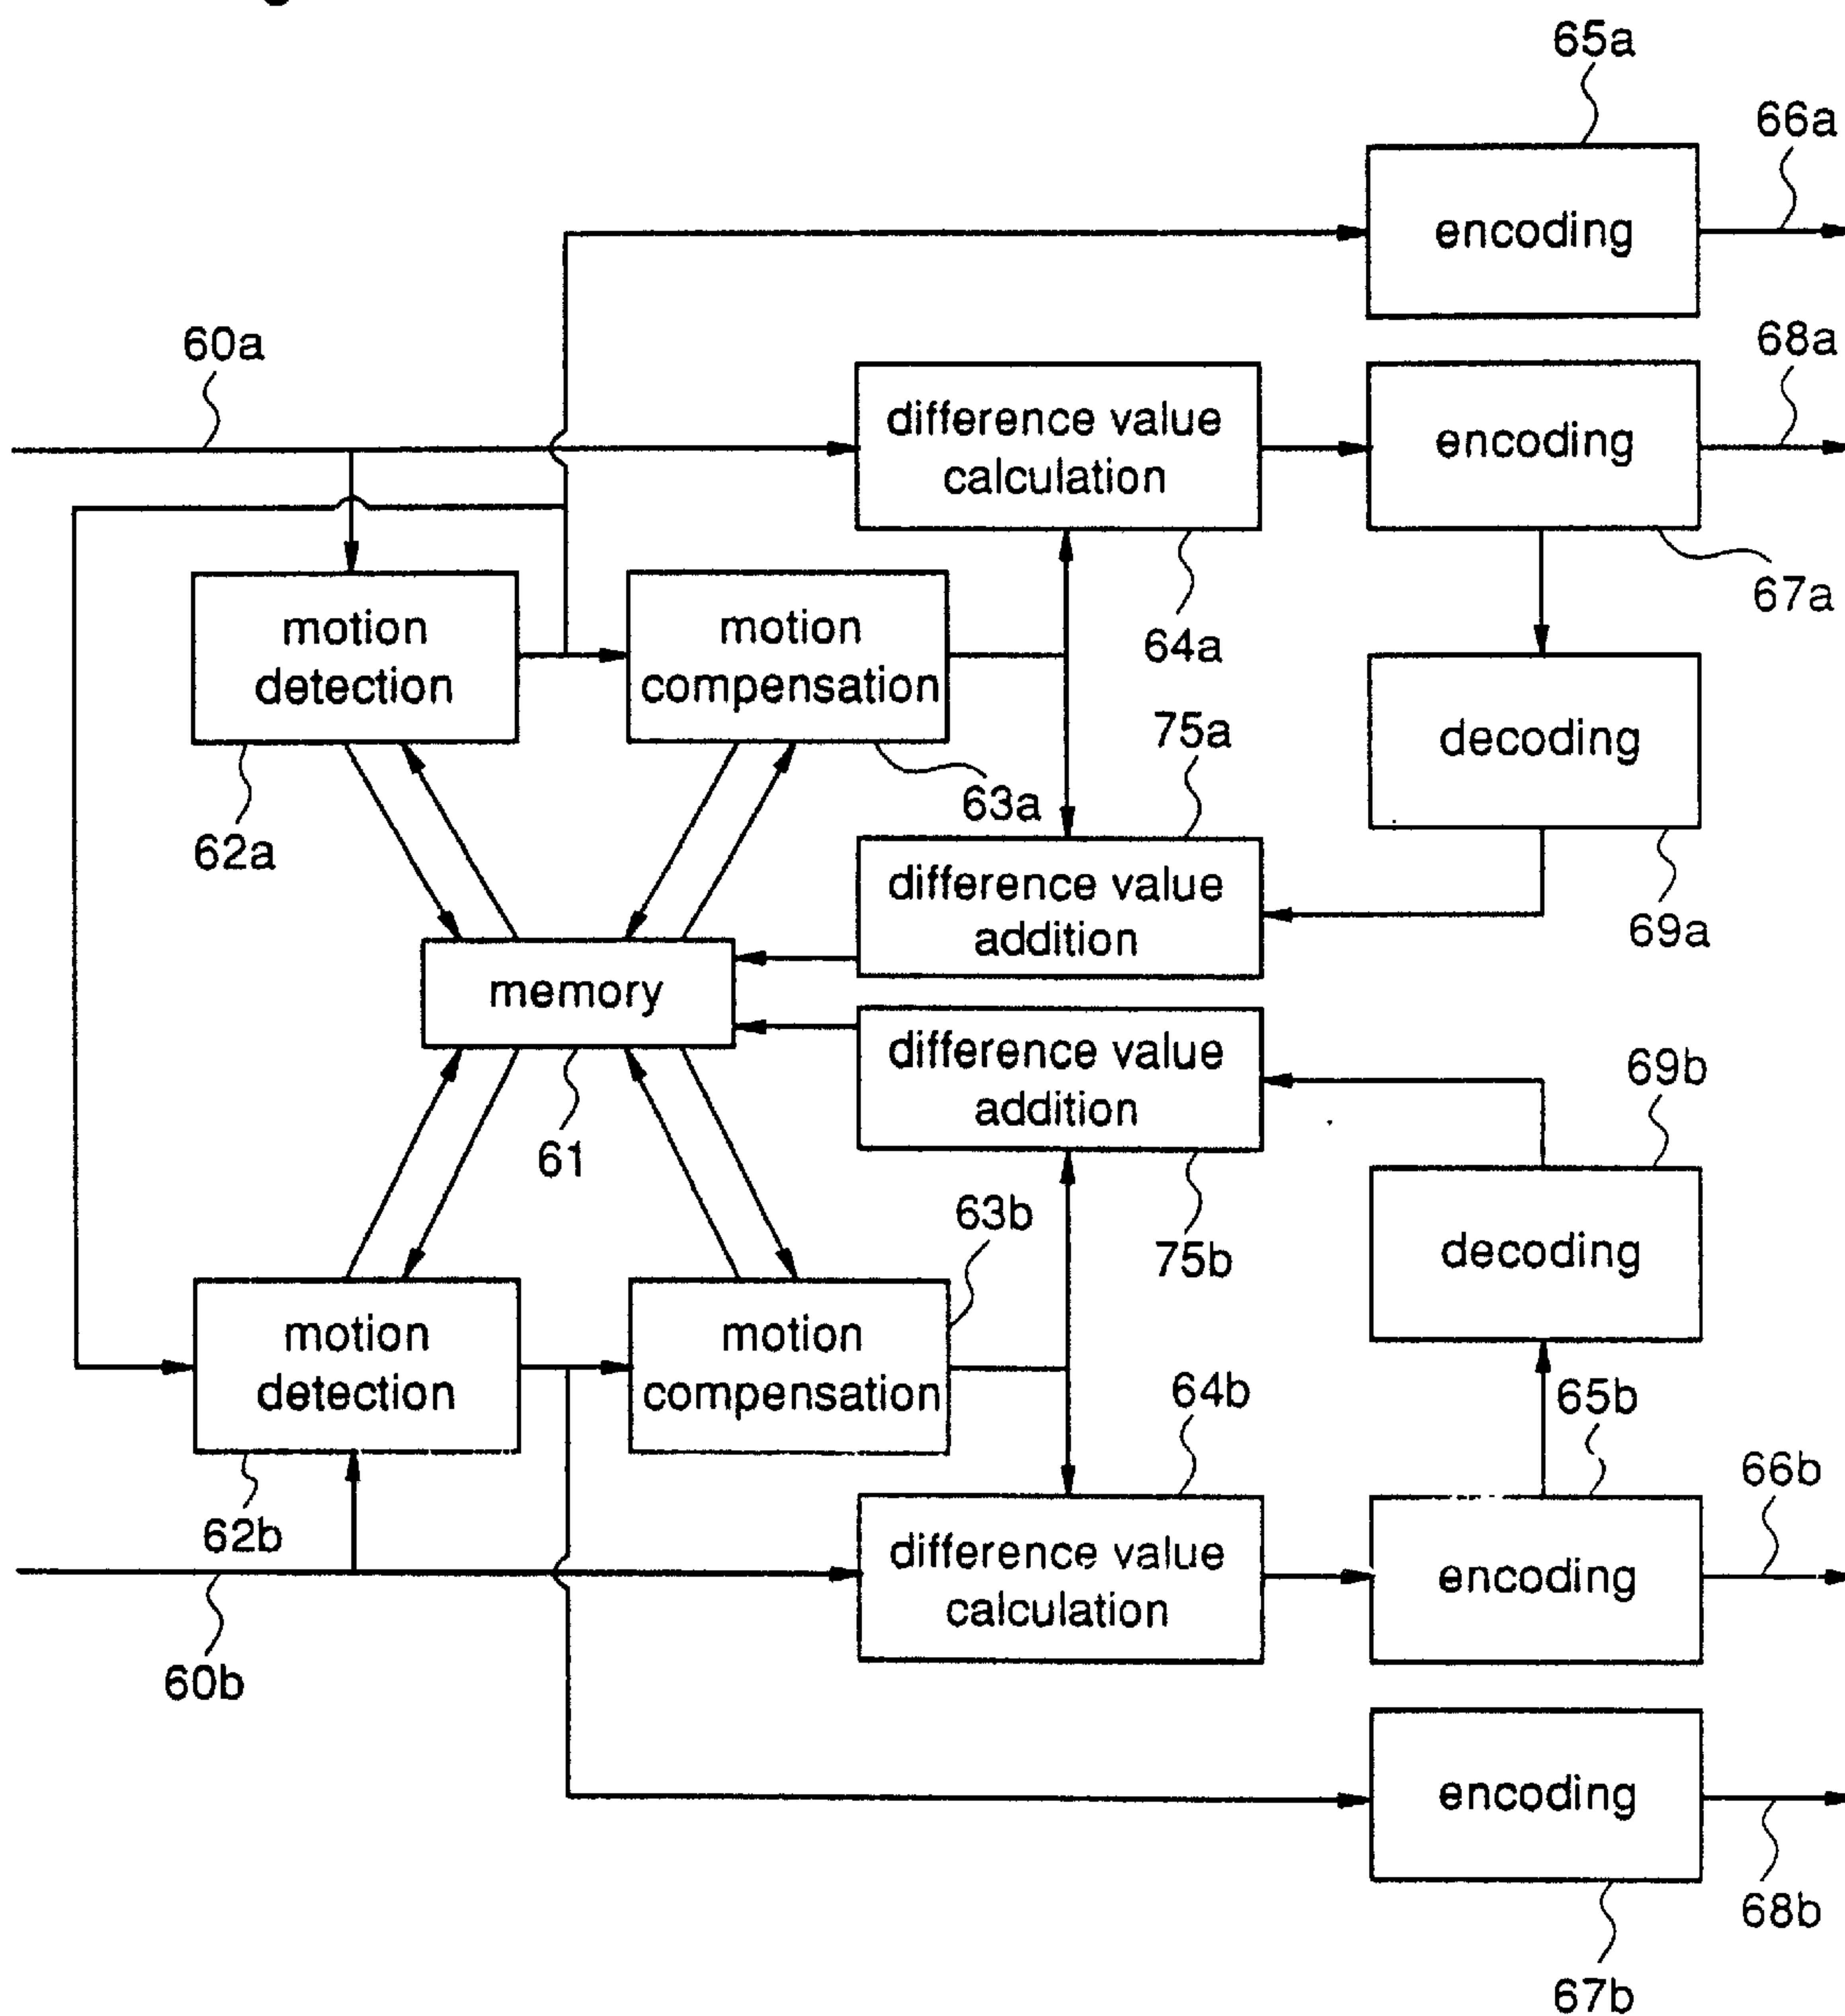 65a
66a
encoding
60a
68a
difference value
calculation
encoding
67a
motion
detection
motion
compensation
64a
75a
decoding
63a
62a
difference value
addition
69a
memory
difference value
addition
69b
61
63b
75b
decoding
motion
detection
motion
compensation
64b
65b
66b
62b
difference value
calculation
encoding
60b
encoding
68b
67b